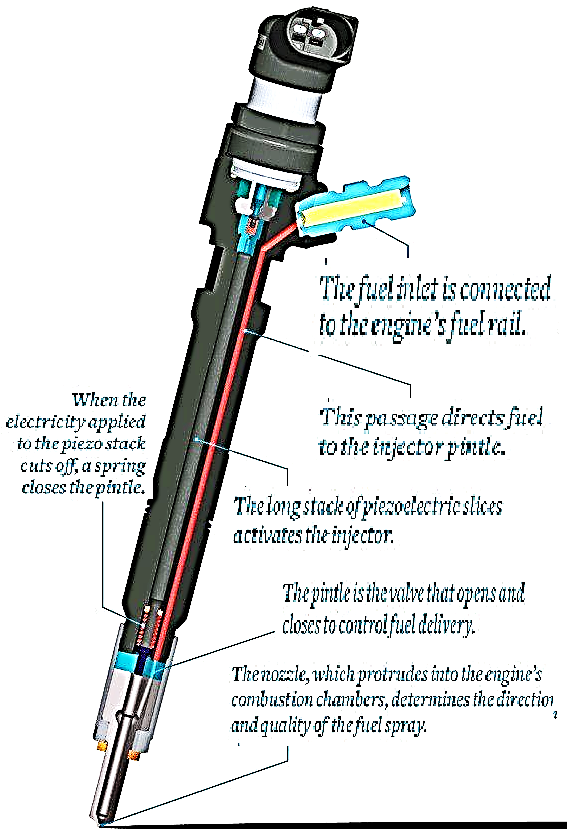 The fuel inlet is connected
to the engine's fuel rail.
This passage directs fuel
to the injector pintle.
When the
electricity applied
to the piezo stack
cuts off, a spring
closes the pintle.
The long stack of piezoelectric slices
activates the injector.
The pintle is the valve that opens and
closes to control fuel delivery.
The nozzle, which protrudes into the engine's
combustion chambers, determines the direction
and quality of the fuel spray.